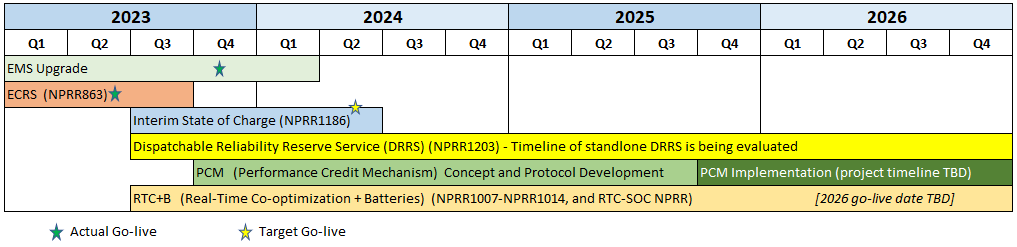 2023 2024 2025 2026
Q1 Q2 Q3 Q4 Q1 Q2 Q3 Q4 Q1 Q2 Q3 Q4 Q1 Q2 Q3 Q4
EMS Upgrade
ECRS (NPRR863)
Interim State of Charge (NPRR1186)
Dispatchable Reliability Reserve Service (DRRS) (NPRR1203) - Timeline of standlone DRRS is being evaluated
PCM (Performance Credit Mechanism) Concept and Protocol Development PCM Implementation (project timeline TBD)
RTC+B (Real-Time Co-optimization + Batteries) (NPRR1007-NPRR1014, and RTC-SOC NPRR) [2026 go-live date TBD]
Actual Go-live Target Go-live